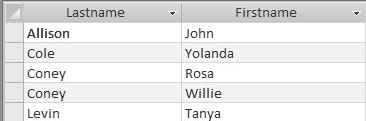 Lastname Firstname
Allison John
Cole Yolanda
Coney Rosa
Coney Willie
Levin Tanya